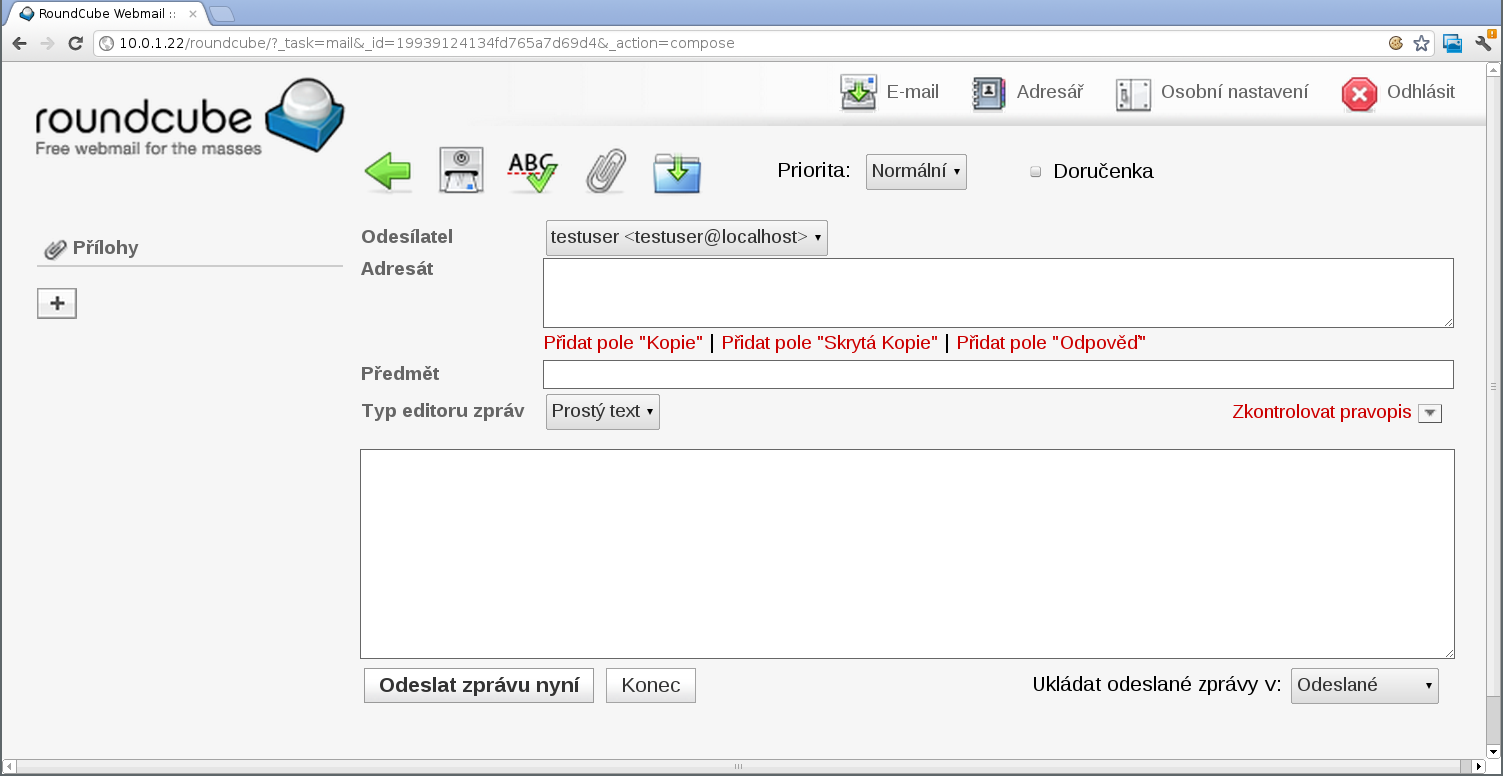 RoundCube Webmail ::
10.0.1.22/roundcube/?_task=mail&_id=19939124134fd765a7d69d4&_action=compose
roundcube
Free webmail for the masses
E-mail Adresář Osobní nastavení Odhlásit
ABC
Priorita: Normální Doručenka
Přílohy
Odesílatel testuser <testuser@localhost>
Adresát
Přidat pole "Kopie" | Přidat pole "Skrytá Kopie" | Přidat pole "Odpověď"
Předmět
Typ editoru zpráv Prostý text Zkontrolovat pravopis
Odeslat zprávu nyní Konec Ukládat odeslané zprávy v: Odeslané